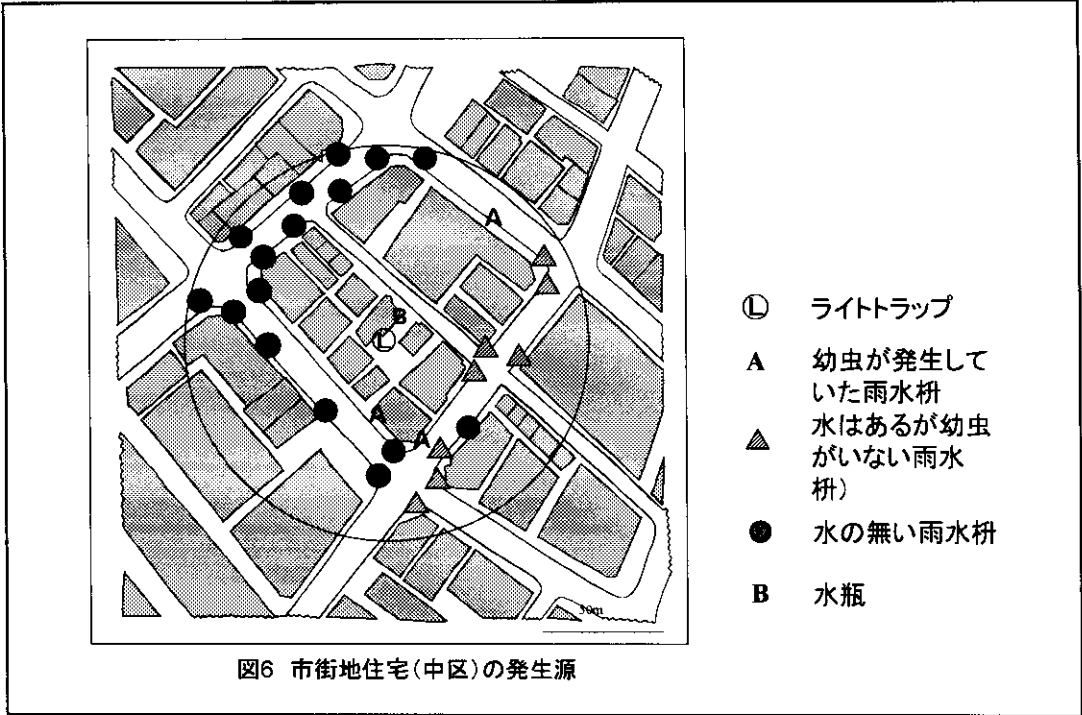 A
B
L
A
A
50m
Ⓛ ライトトラップ
A 幼虫が発生して
いた雨水枡
水はあるが幼虫
がいない雨水
枡)
水の無い雨水枡
B 水瓶
図6 市街地住宅(中区)の発生源